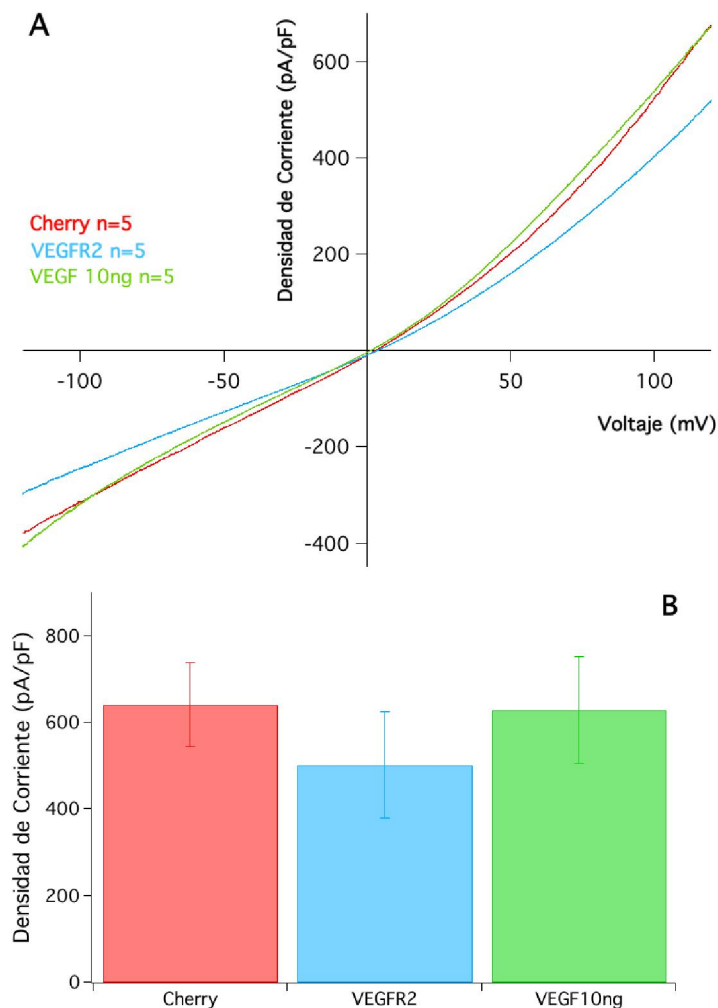 A
Densidad de Corriente (pA/pF)
600
400
200
-200
-400
Cherry n=5
VEGFR2 n=5
VEGF 10ng n=5
-100
-50
50
100
Voltaje (mV)
B
Densidad de Corriente (pA/pF)
800
600
400
200
0
Cherry
VEGFR2
VEGF10ng